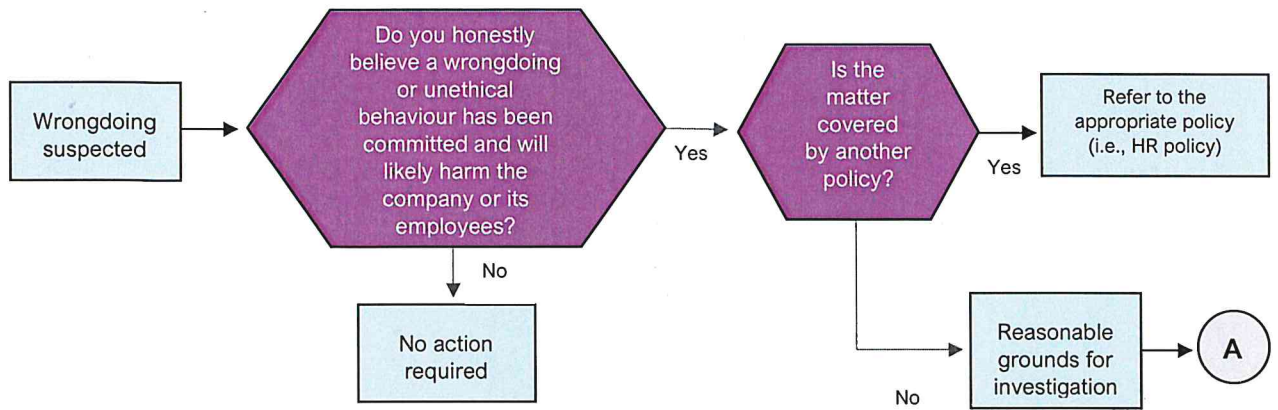 Wrongdoing
suspected
Do you honestly
believe a wrongdoing
or unethical
behaviour has been
committed and will
likely harm the
company or its
employees?
Yes
No
No action
required
Is the
matter
covered
by another
policy?
Yes
Refer to the
appropriate policy
(i.e., HR policy)
No
Reasonable
grounds for
investigation
A